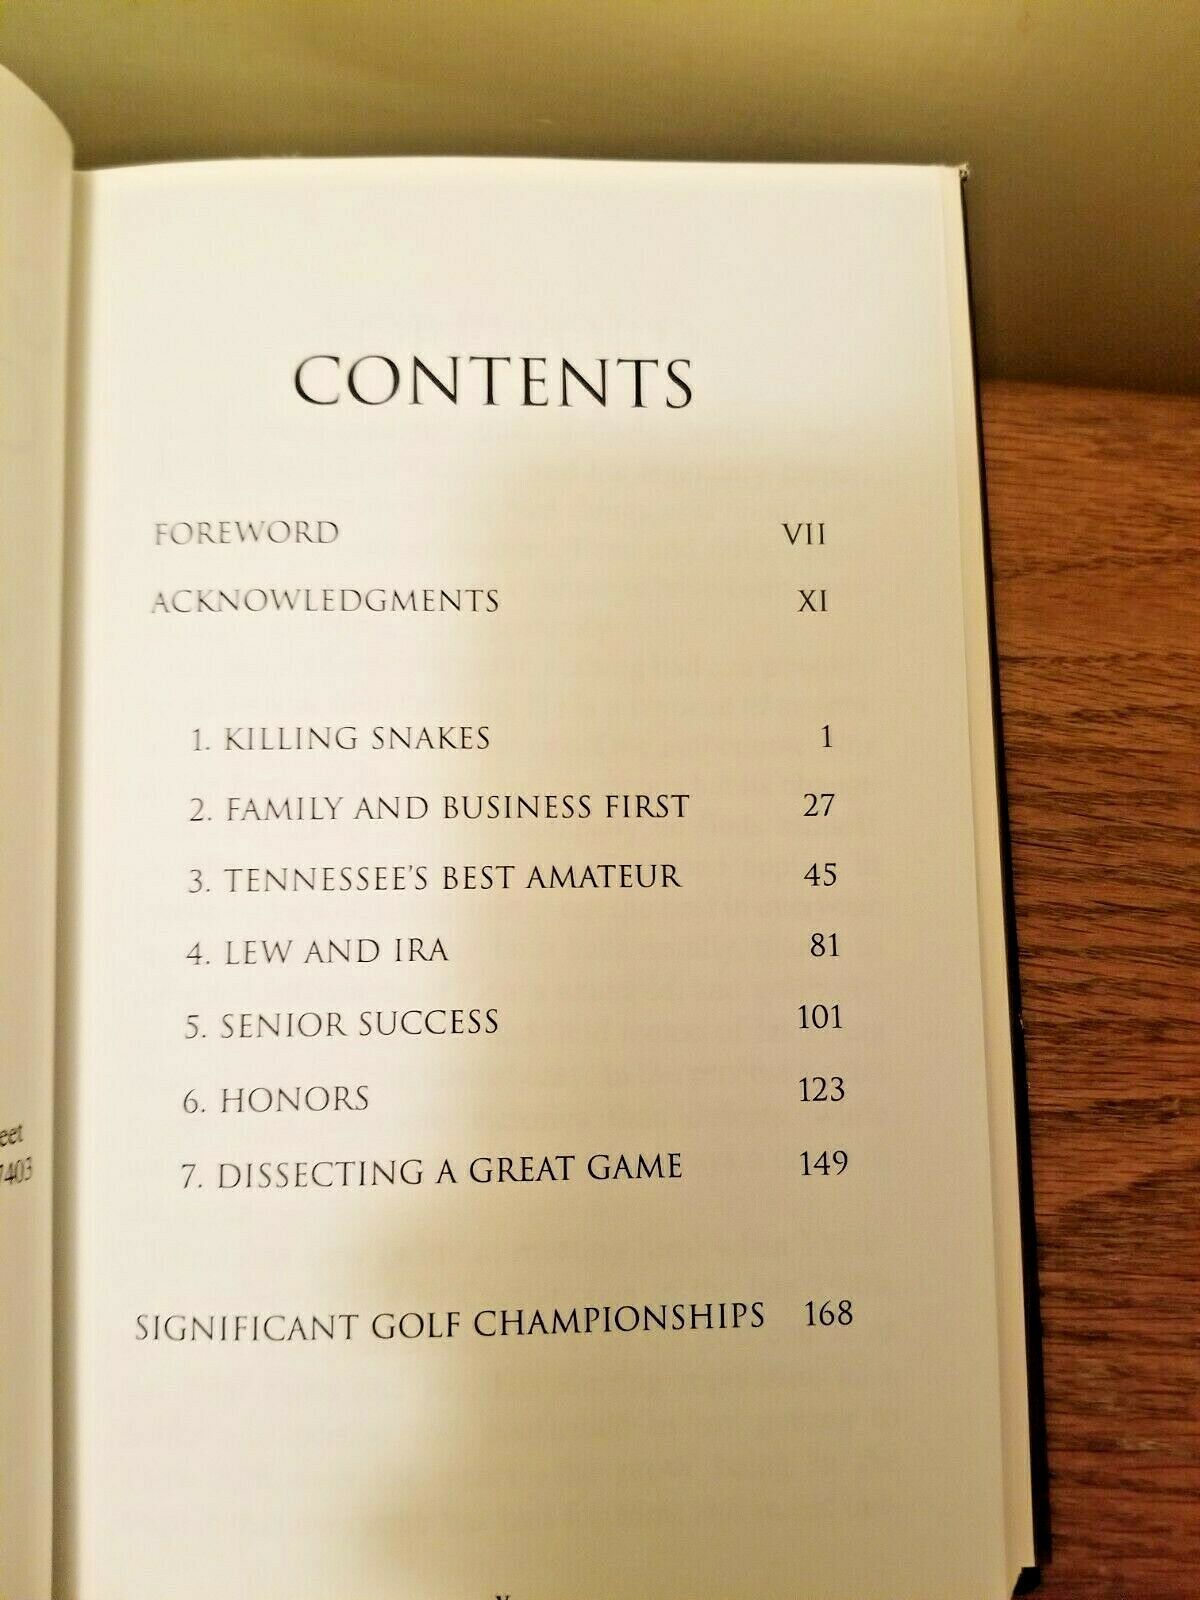 7403
CONTENTS
FOREWORD VII
ACKNOWLEDGMENTS XI
1. KILLING SNAKES 1
2. FAMILY AND BUSINESS FIRST 27
3. TENNESSEE'S BEST AMATEUR 45
4. LEW AND IRA 81
5. SENIOR SUCCESS 101
6. HONORS 123
7. DISSECTING A GREAT GAME 149
SIGNIFICANT GOLF CHAMPIONSHIPS 168
V